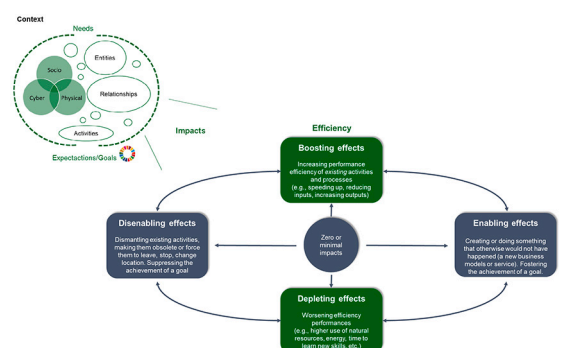 Context
Needs
Entities
Socio
Cyber
Physical
Relationships
Activities
Expectactions/Goals
Impacts
Efficiency
Boosting effects
Increasing performance
efficiency of existing activities
and processes
(e.g., speeding up, reducing
inputs, increasing outputs)
Disenabling effects
Dismantling existing activities,
making them obsolete or force
them to leave, stop, change
location. Suppressing the
achievement of a goal
Zero or
minimal
impacts
Enabling effects
Creating or doing something
that otherwise would not have
happened (a new business
models or service). Fostering
the achievement of a goal.
Depleting effects
Worsening efficiency
performances
(e.g., higher use of natural
resources, energy, time to
learn new skills, etc.)